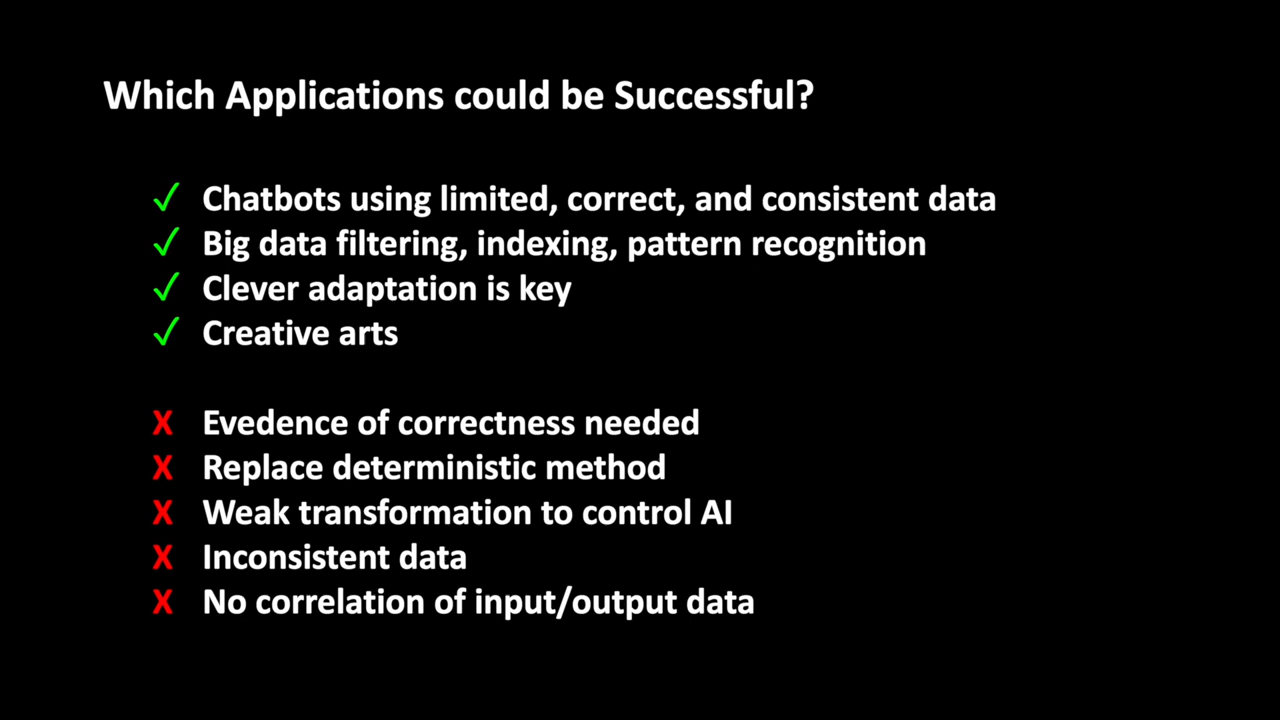 Which Applications could be Successful?
✓ Chatbots using limited, correct, and consistent data
✓ Big data filtering, indexing, pattern recognition
✓ Clever adaptation is key
✓ Creative arts
X Evedence of correctness needed
X Replace deterministic method
X Weak transformation to control AI
X Inconsistent data
X No correlation of input/output data